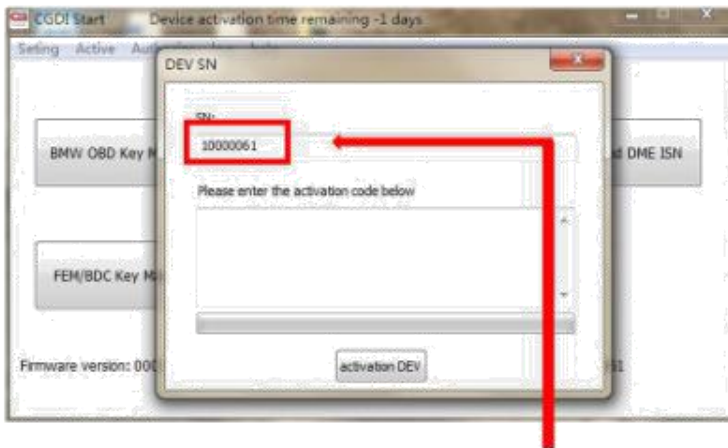 CGDI Start Device activation time remaining -1 days
Seting Active
DEV SN
SN:
10000061
BMW OBD Key M
d DME ISN
Please enter the activation code below
FEM/BDC Key
Firmware version: 000
activation DEV